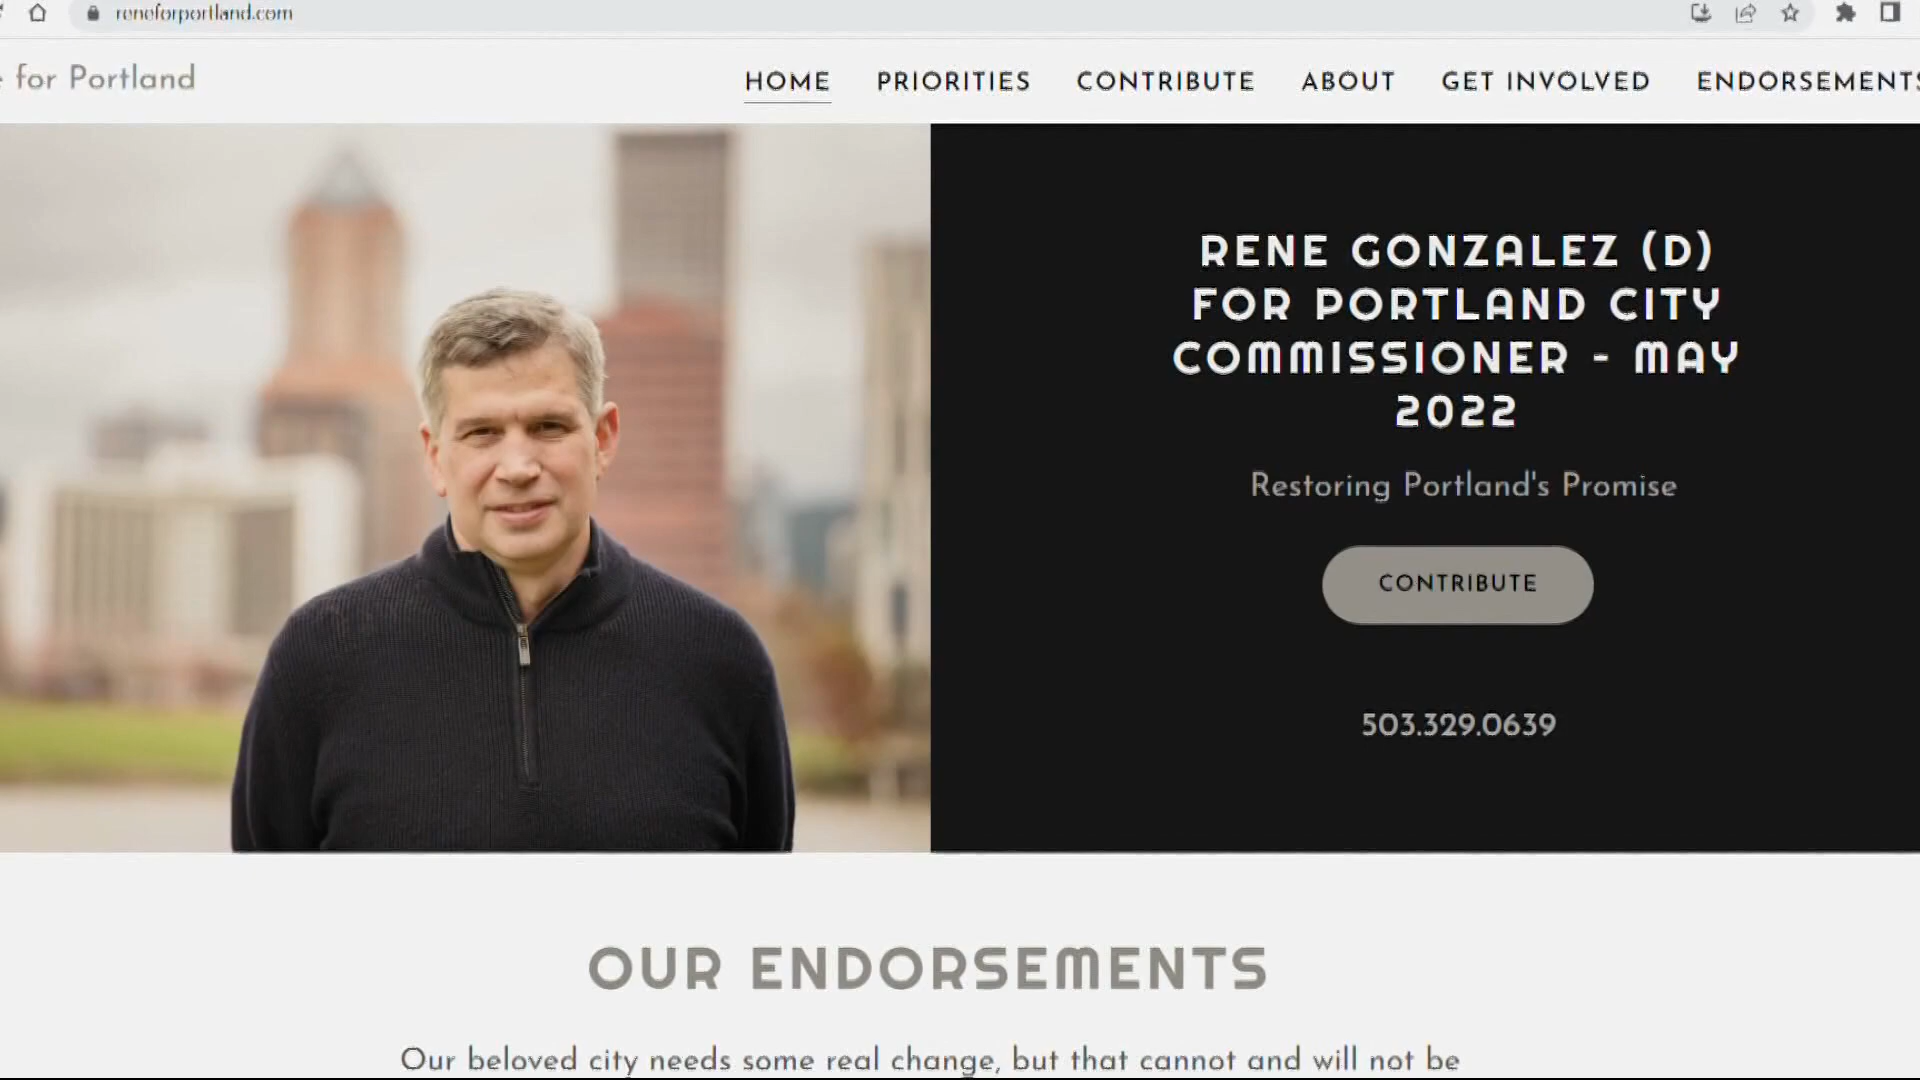 reneforportland.com
for Portland
HOME PRIORITIES CONTRIBUTE ABOUT GET INVOLVED ENDORSEMENTS
RENE GONZALEZ (D)
FOR PORTLAND CITY
COMMISSIONER - MAY
2022
Restoring Portland's Promise
CONTRIBUTE
503.329.0639
OUR ENDORSEMENTS
Our beloved city needs some real change, but that cannot and will not be